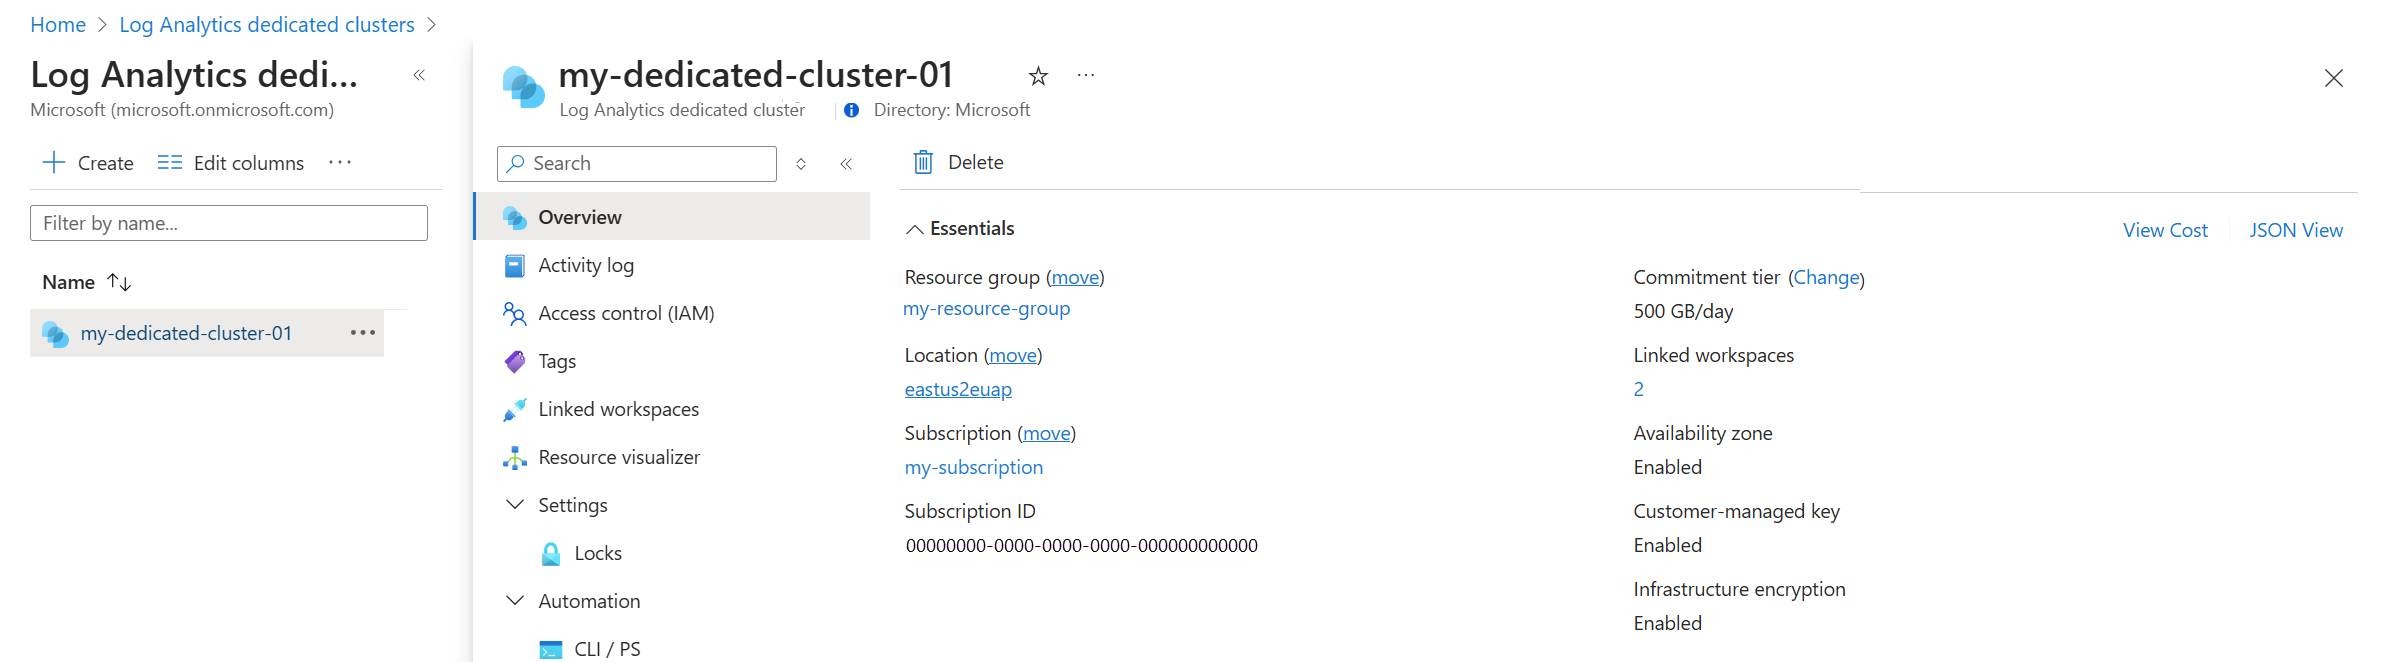 Home > Log Analytics dedicated clusters >
Log Analytics dedi...
Microsoft (microsoft.onmicrosoft.com)
Create Edit columns ...
Filter by name...
Name
my-dedicated-cluster-01 ...
my-dedicated-cluster-01 ...
Log Analytics dedicated cluster
Directory: Microsoft
Search
Overview
Activity log
Access control (IAM)
Tags
Linked workspaces
Resource visualizer
Settings
Locks
Automation
CLI / PS
Delete
Essentials
View Cost JSON View
Resource group (move)
my-resource-group
Location (move)
eastus2euap
Subscription (move)
my-subscription
Subscription ID
00000000-0000-0000-0000-000000000000
Commitment tier (Change)
500 GB/day
Linked workspaces
2
Availability zone
Enabled
Customer-managed key
Enabled
Infrastructure encryption
Enabled